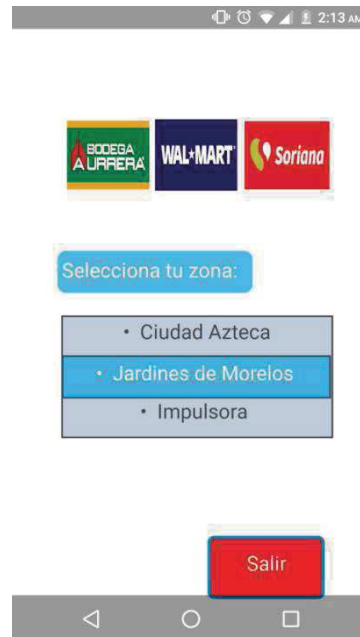 2:13 AM
BODEGA
AURRERA
WAL★MART
Soriana
Selecciona tu zona:
• Ciudad Azteca
• Jardines de Morelos
• Impulsora
Salir